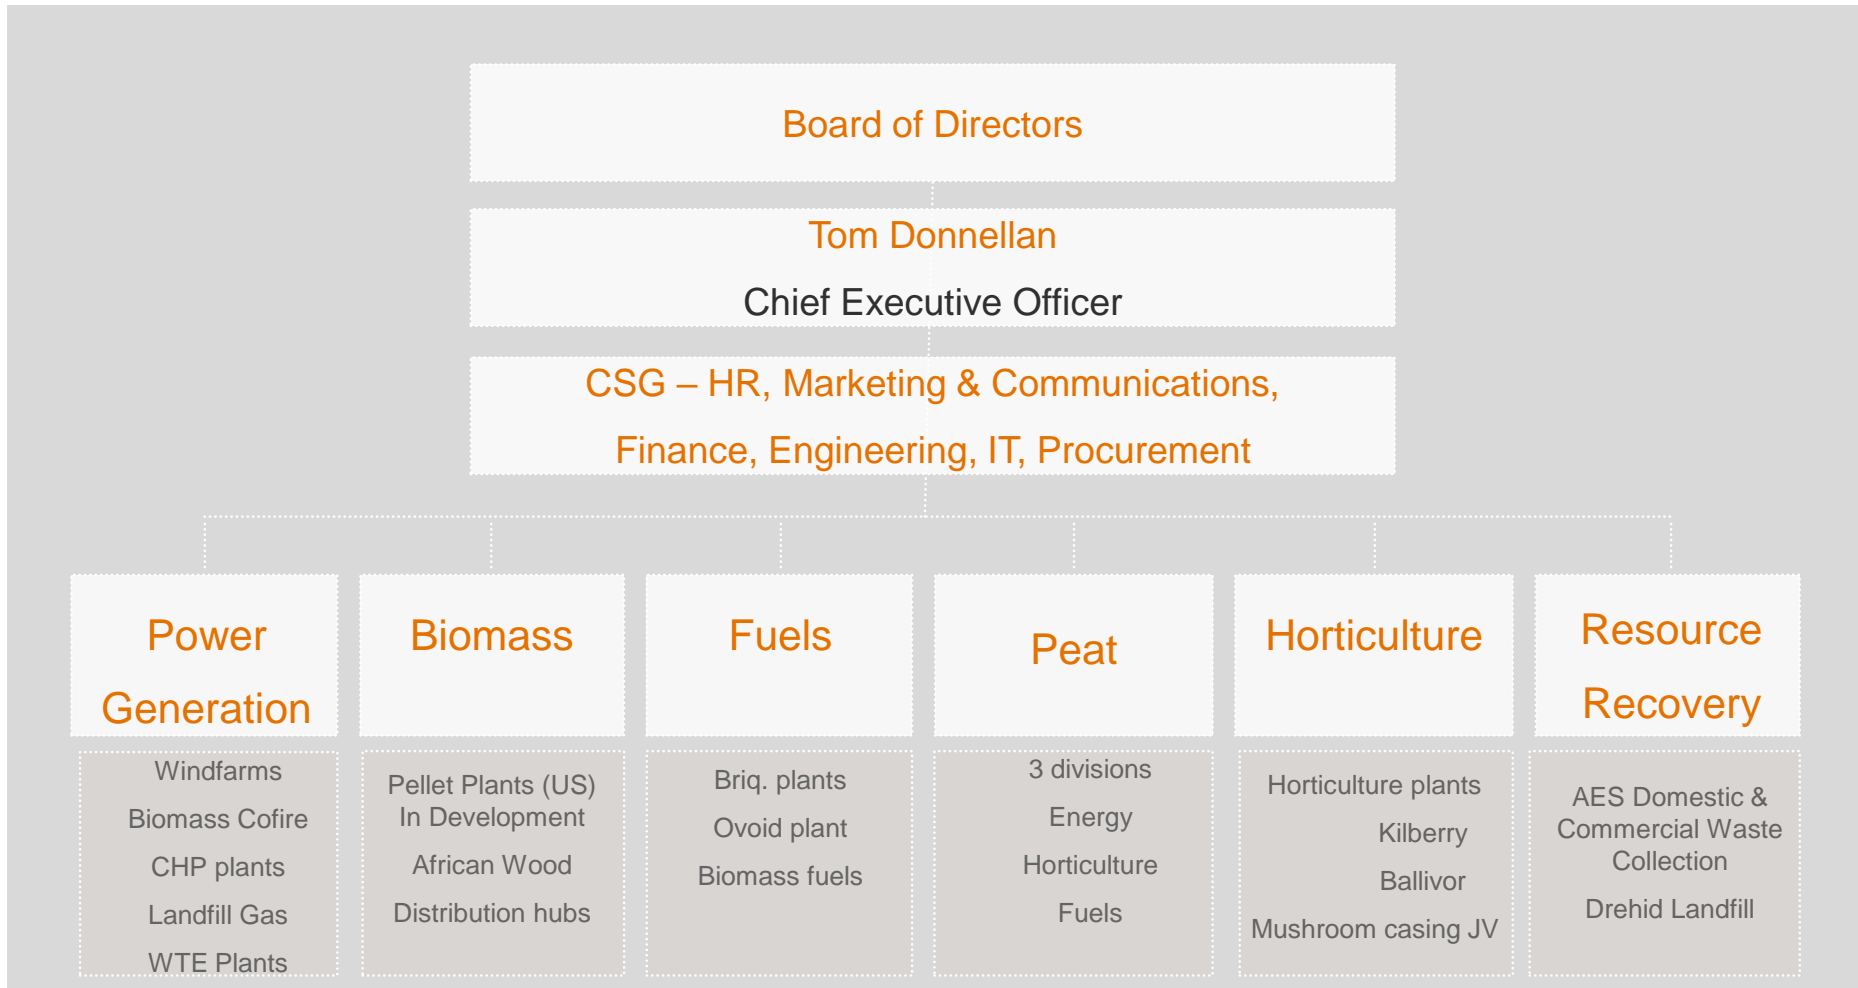 Board of Directors
Tom Donnellan
Chief Executive Officer
CSG – HR, Marketing & Communications,
Finance, Engineering, IT, Procurement
Power
Generation
Windfarms
Biomass Cofire
CHP plants
Landfill Gas
WTE Plants
Biomass
Pellet Plants (US)
In Development
African Wood
Distribution hubs
Fuels
Briq. plants
Ovoid plant
Biomass fuels
Peat
3 divisions
Energy
Horticulture
Fuels
Horticulture
Horticulture plants
Kilberry
Ballivor
Mushroom casing JV
Resource
Recovery
AES Domestic &
Commercial Waste
Collection
Drehid Landfill